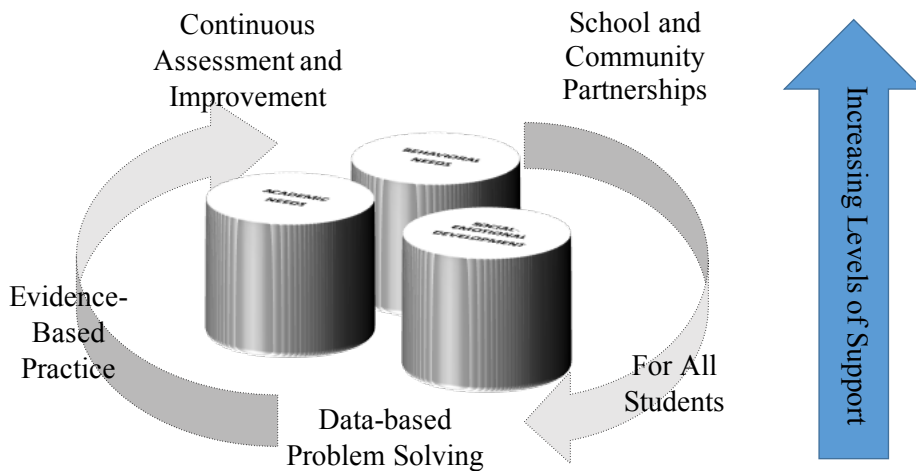 Continuous
Assessment and
Improvement
School and
Community
Partnerships
BEHAVIORAL
NEEDS
ACADEMIC
NEEDS
SOCIAL-
EMOTIONAL
DEVELOPMENT
Evidence-
Based
Practice
For All
Students
Data-based
Problem Solving
Increasing Levels of Support